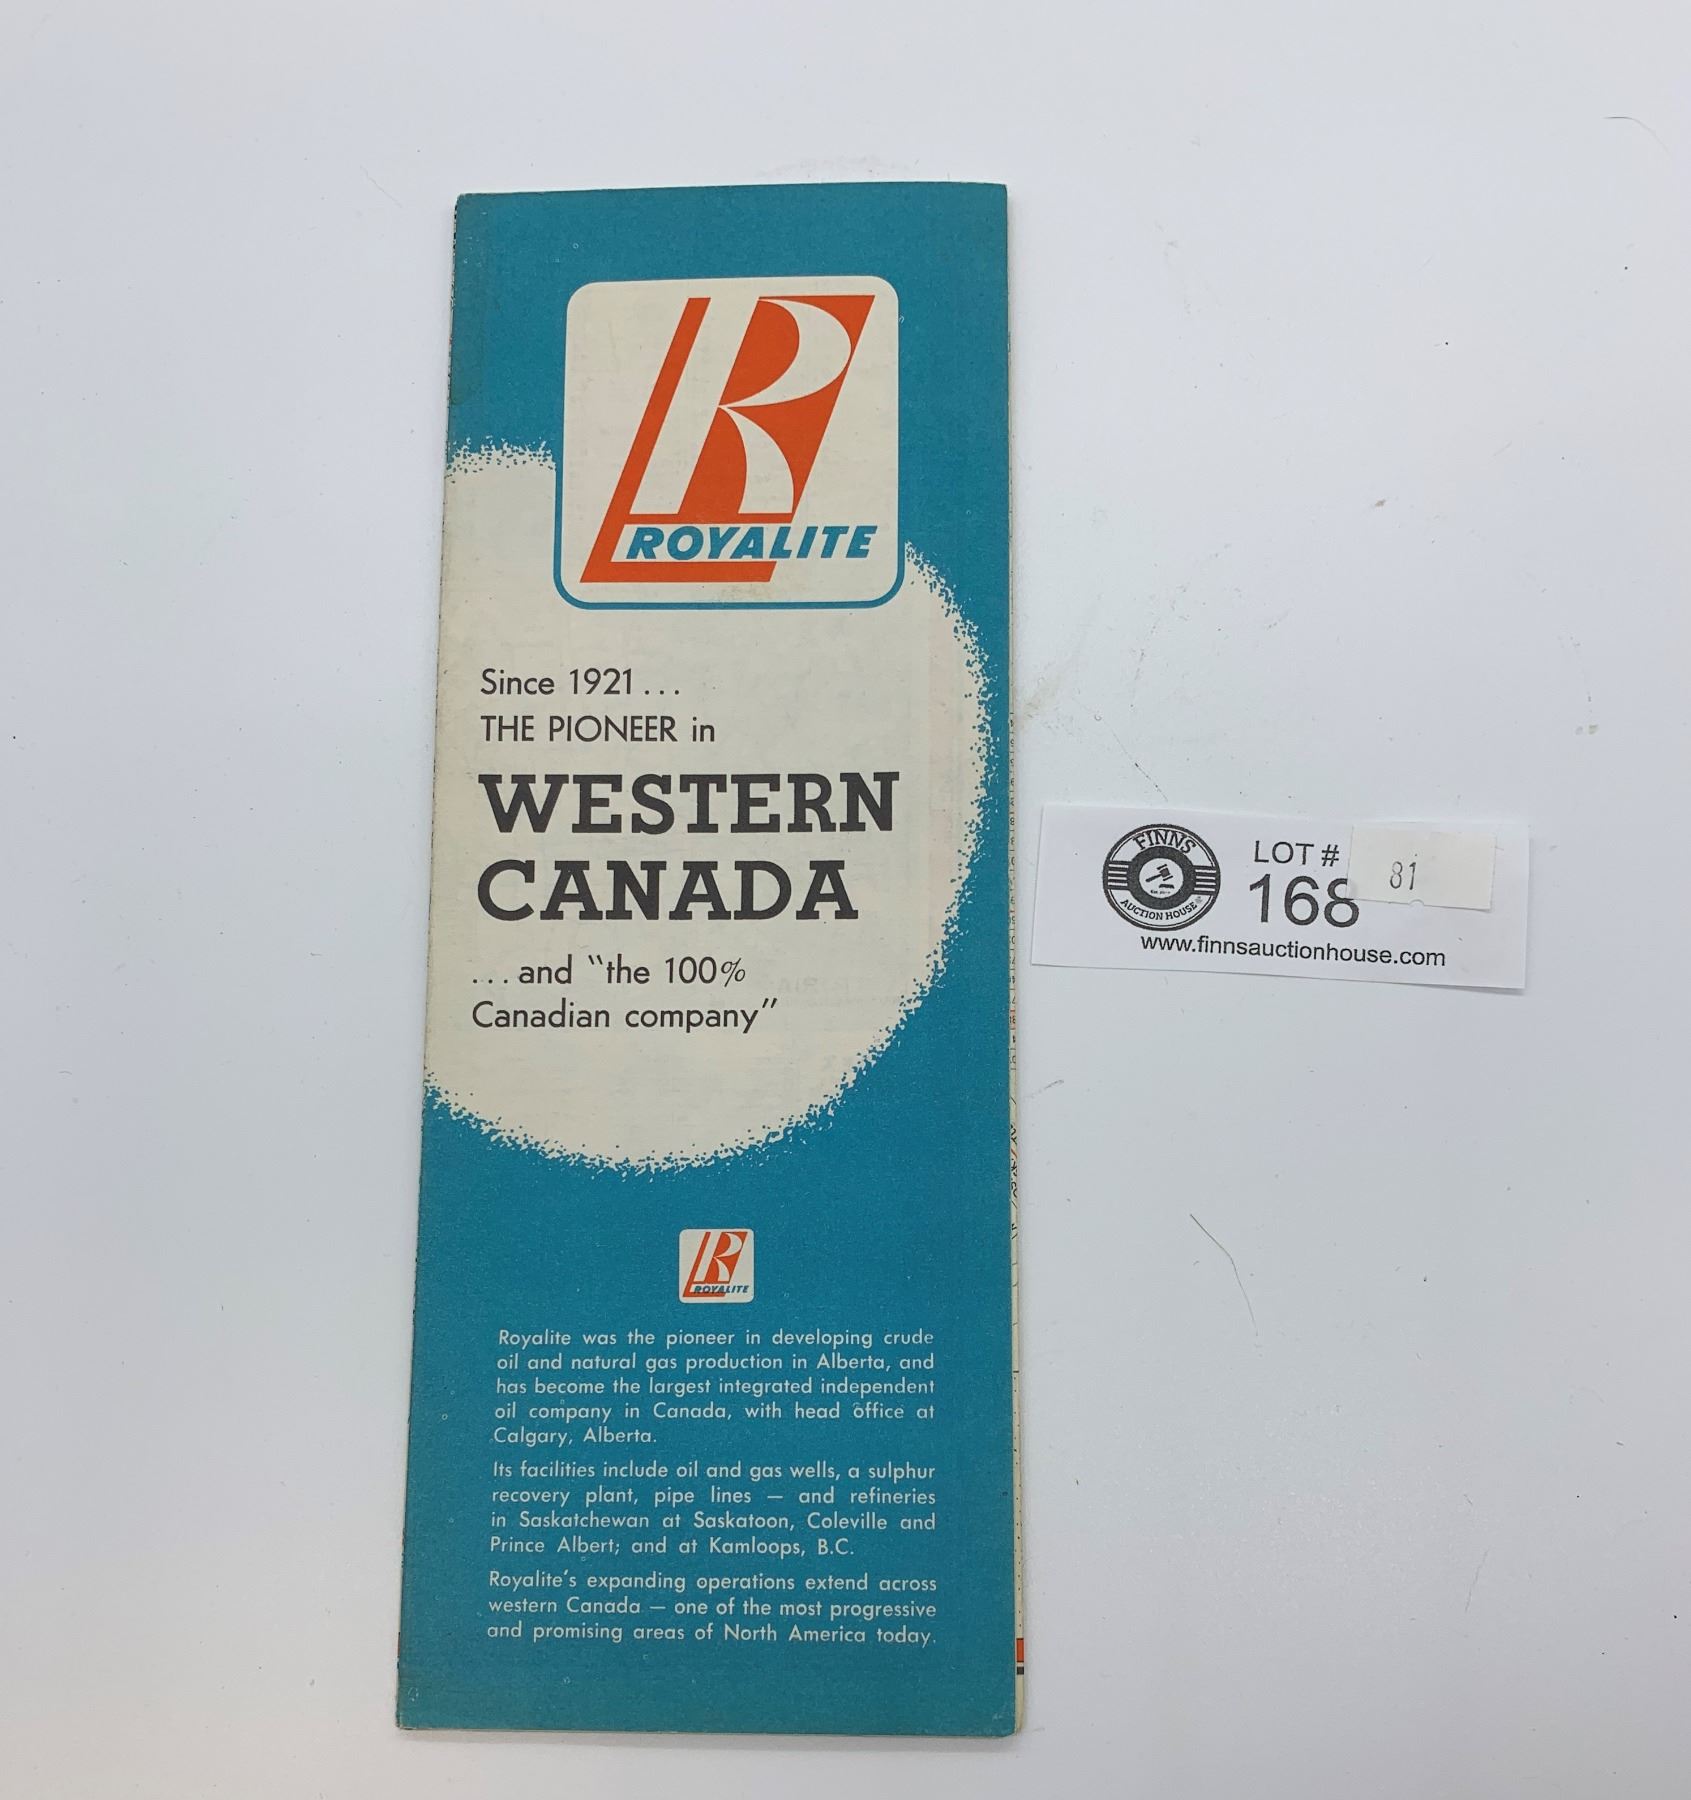 ROYALITE
Since 1921...
THE PIONEER in
WESTERN
CANADA
...and "the 100%
Canadian company"
ROYALITE
Royalite was the pioneer in developing crude
oil and natural gas production in Alberta, and
has become the largest integrated independent
oil company in Canada, with head office at
Calgary, Alberta.
Its facilities include oil and gas wells, a sulphur
recovery plant, pipe lines — and refineries
in Saskatchewan at Saskatoon, Coleville and
Prince Albert; and at Kamloops, B.C.
Royalite's expanding operations extend across
western Canada — one of the most progressive
and promising areas of North America today.
FINNS
AUCTION HOUSE
LOT #
168
81
www.finnsauctionhouse.com